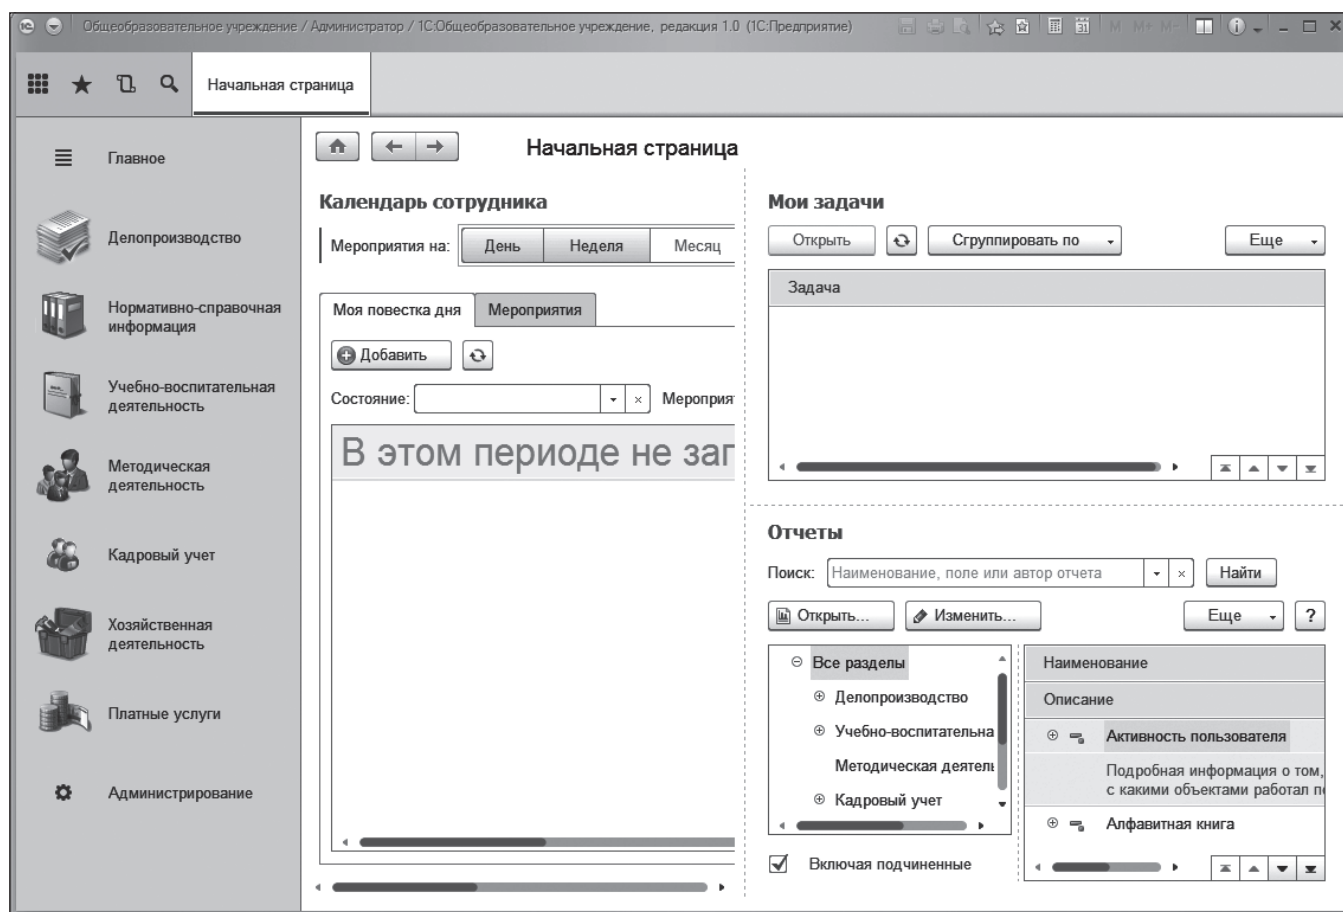 Общеобразовательное учреждение / Администратор / 1С:Общеобразовательное учреждение, редакция 1.0 (1С:Предприятие)
M M+ M-
Начальная страница
Главное
Делопроизводство
Нормативно-справочная
информация
Учебно-воспитательная
деятельность
Методическая
деятельность
Кадровый учет
Хозяйственная
деятельность
Платные услуги
Администрирование
Начальная страница
Календарь сотрудника
Мероприятия на: День Неделя Месяц
Моя повестка дня Мероприятия
Добавить
Состояние: Мероприят
В этом периоде не заг
Мои задачи
Открыть Сгруппировать по Еще
Задача
Отчеты
Поиск: Наименование, поле или автор отчета Найти
Открыть... Изменить... Еще ?
Все разделы
Делопроизводство
Учебно-воспитательна
Методическая деятель
Кадровый учет
Включая подчиненные
Наименование
Описание
Активность пользователя
Подробная информация о том,
с какими объектами работал п
Алфавитная книга